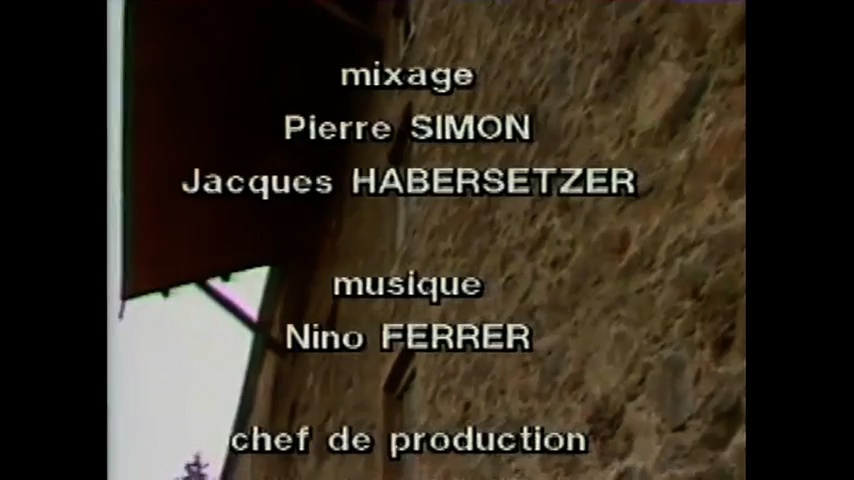 mixage
Pierre SIMON
Jacques HABERSETZER
musique
Nino FERRER
chef de production